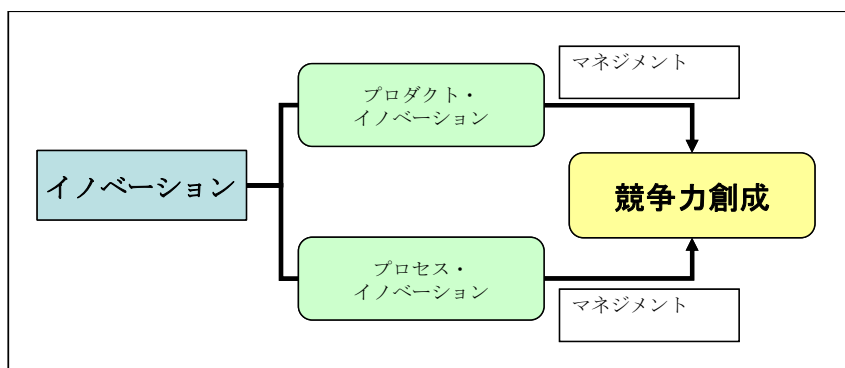 マネジメント
プロダクト・
イノベーション
イノベーション
競争力創成
プロセス・
イノベーション
マネジメント